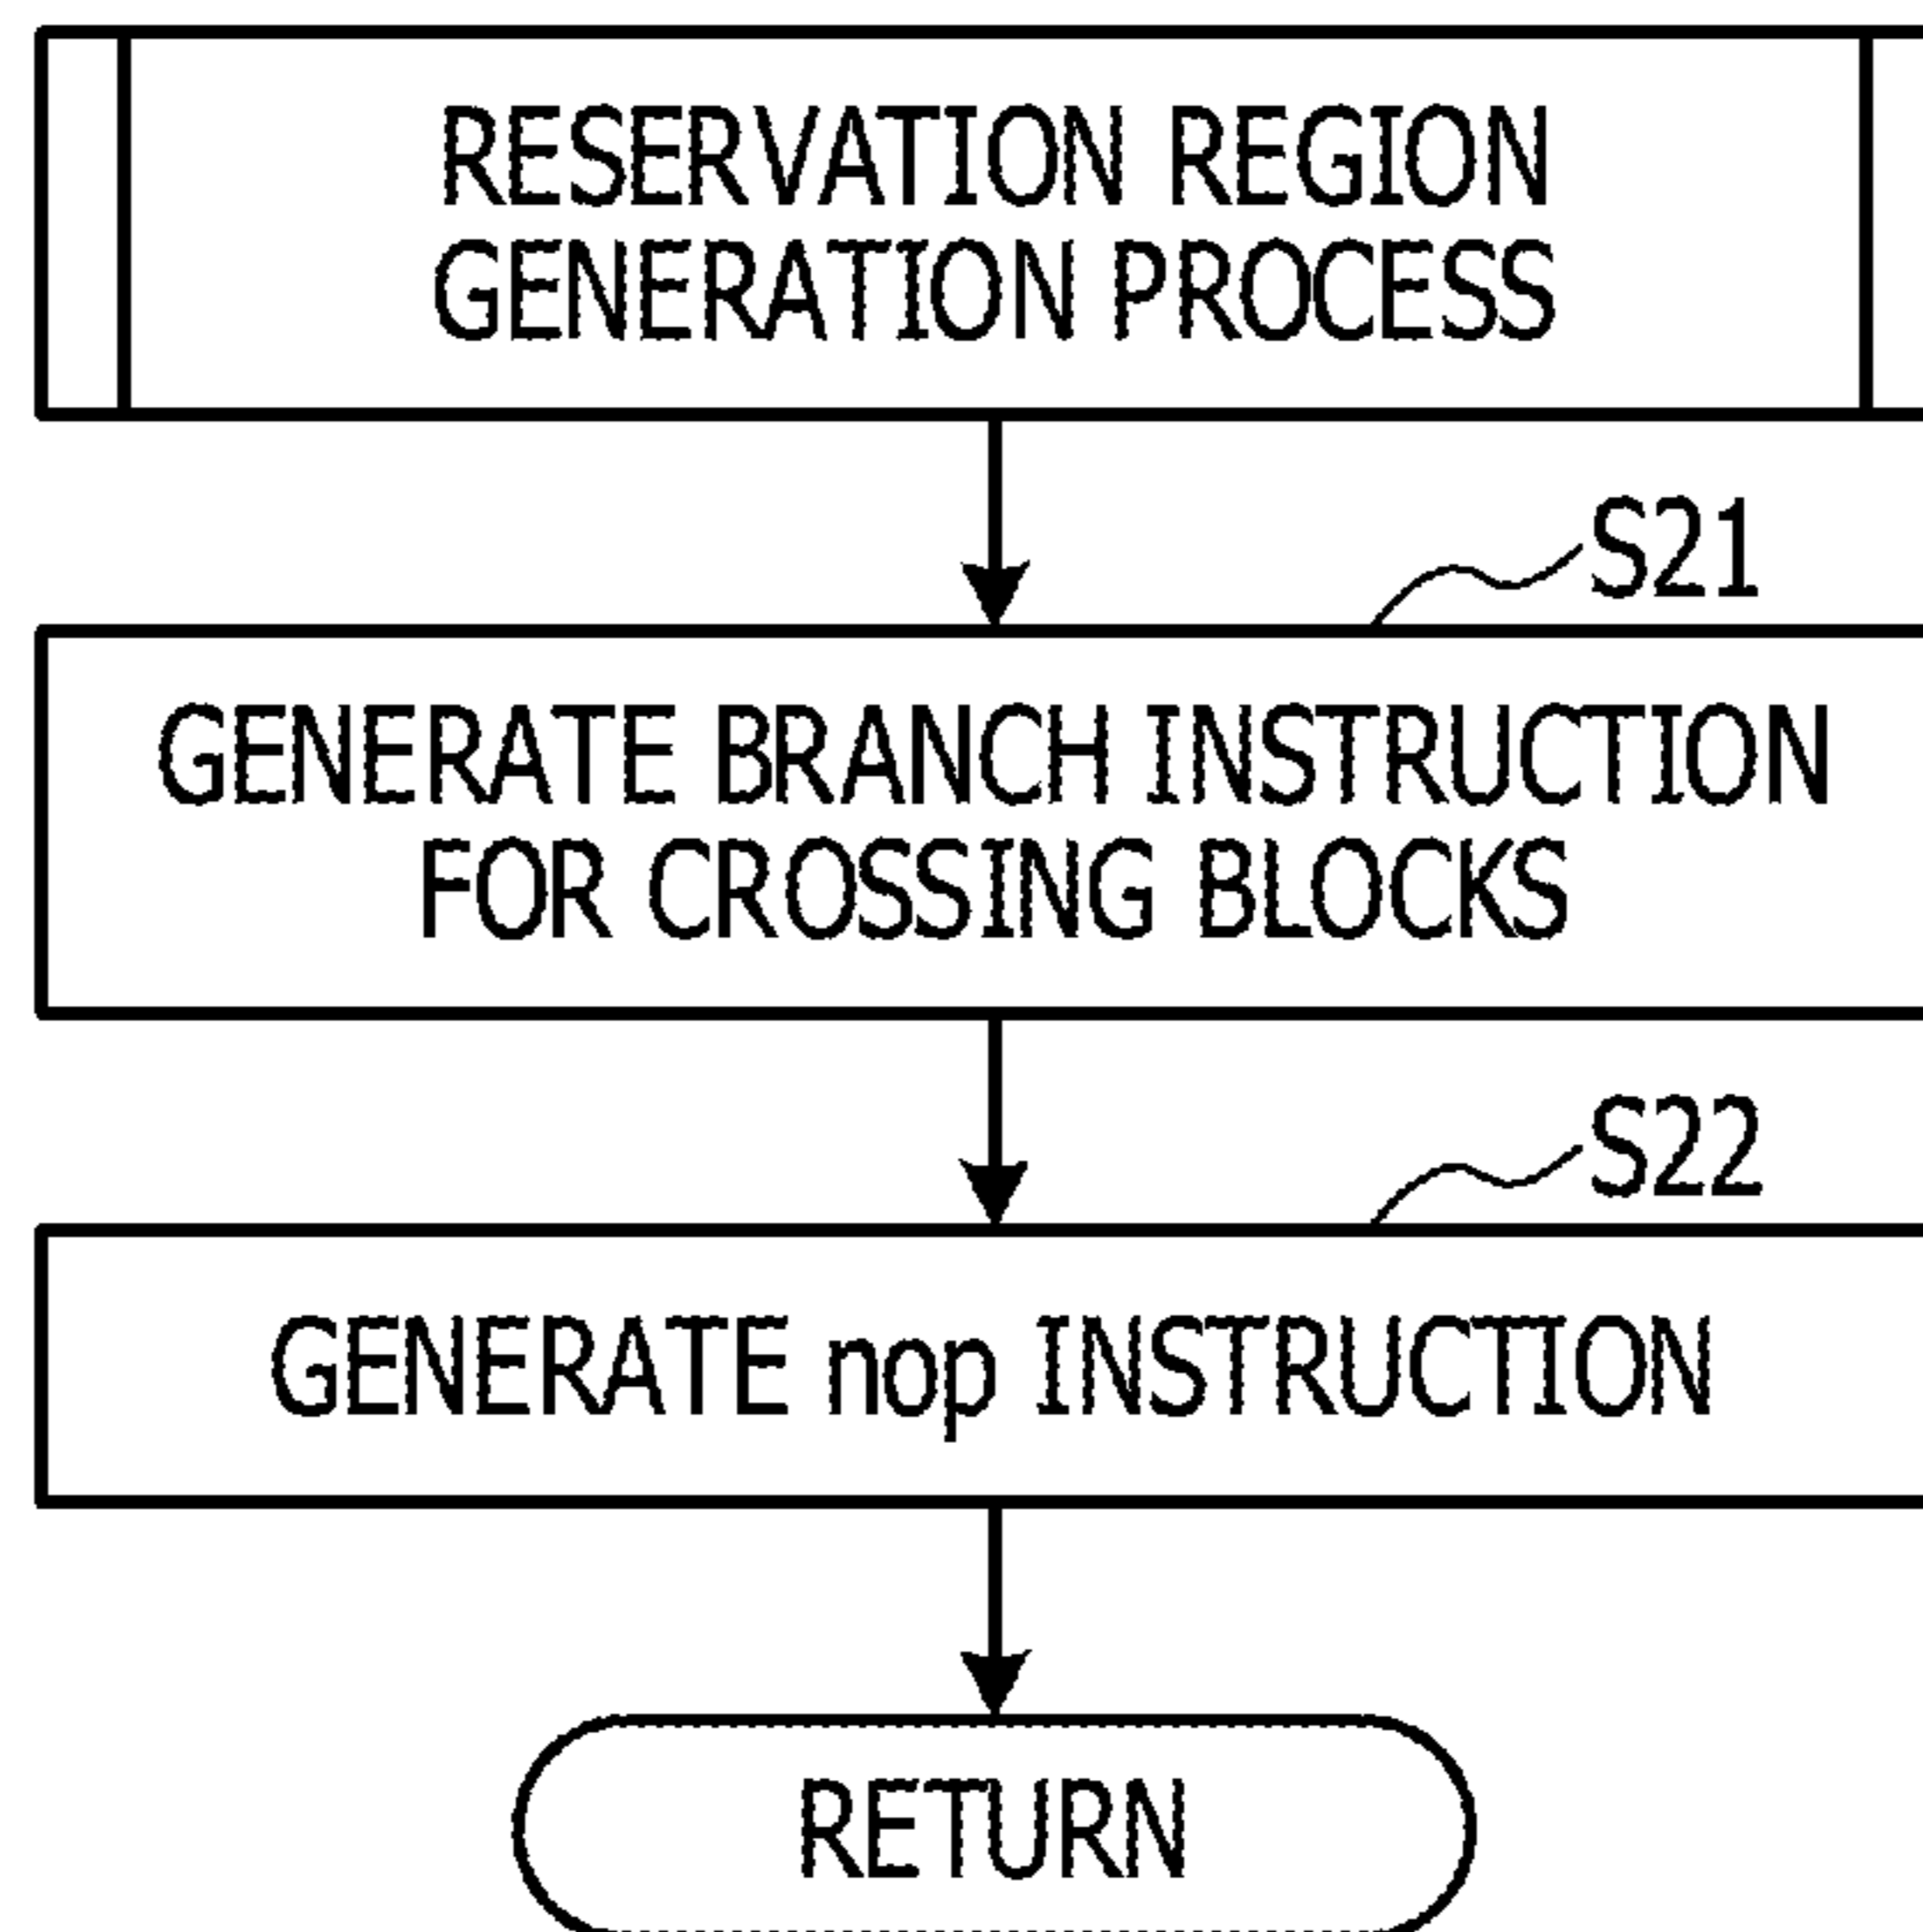 RESERVATION REGION
GENERATION PROCESS
S21
GENERATE BRANCH INSTRUCTION
FOR CROSSING BLOCKS
S22
GENERATE nop INSTRUCTION
RETURN